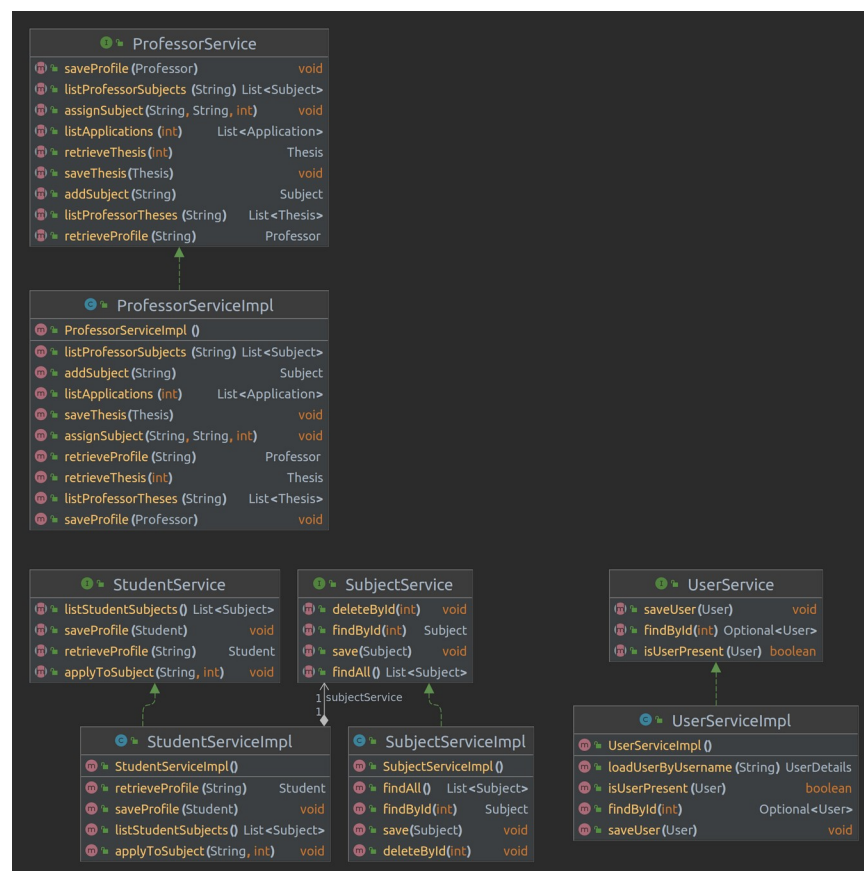 ProfessorService
saveProfile(Professor) void
listProfessorSubjects (String) List<Subject>
assignSubject(String, String, int) void
listApplications (int) List<Application>
retrieveThesis(int) Thesis
saveThesis(Thesis) void
addSubject(String) Subject
listProfessorTheses (String) List<Thesis>
retrieveProfile (String) Professor
ProfessorServiceImpl
ProfessorServiceImpl ()
listProfessorSubjects (String) List<Subject>
addSubject(String) Subject
listApplications (int) List<Application>
saveThesis(Thesis) void
assignSubject(String, String, int) void
retrieveProfile (String) Professor
retrieveThesis(int) Thesis
listProfessorTheses (String) List<Thesis>
saveProfile(Professor) void
StudentService
listStudentSubjects() List<Subject>
saveProfile(Student) void
retrieveProfile (String) Student
applyToSubject(String, int) void
SubjectService
deleteById(int) void
findById(int) Subject
save(Subject) void
findAll() List<Subject>
UserService
saveUser(User) void
findById(int) Optional<User>
isUserPresent (User) boolean
1 subjectService
1
StudentServiceImpl
StudentServiceImpl()
retrieveProfile (String) Student
saveProfile(Student) void
listStudentSubjects() List<Subject>
applyToSubject(String, int) void
SubjectServiceImpl
SubjectServiceImpl()
findAll() List<Subject>
findById(int) Subject
save(Subject) void
deleteById(int) void
UserServiceImpl
UserServiceImpl()
loadUserByUsername (String) UserDetails
isUserPresent (User) boolean
findById(int) Optional<User>
saveUser(User) void